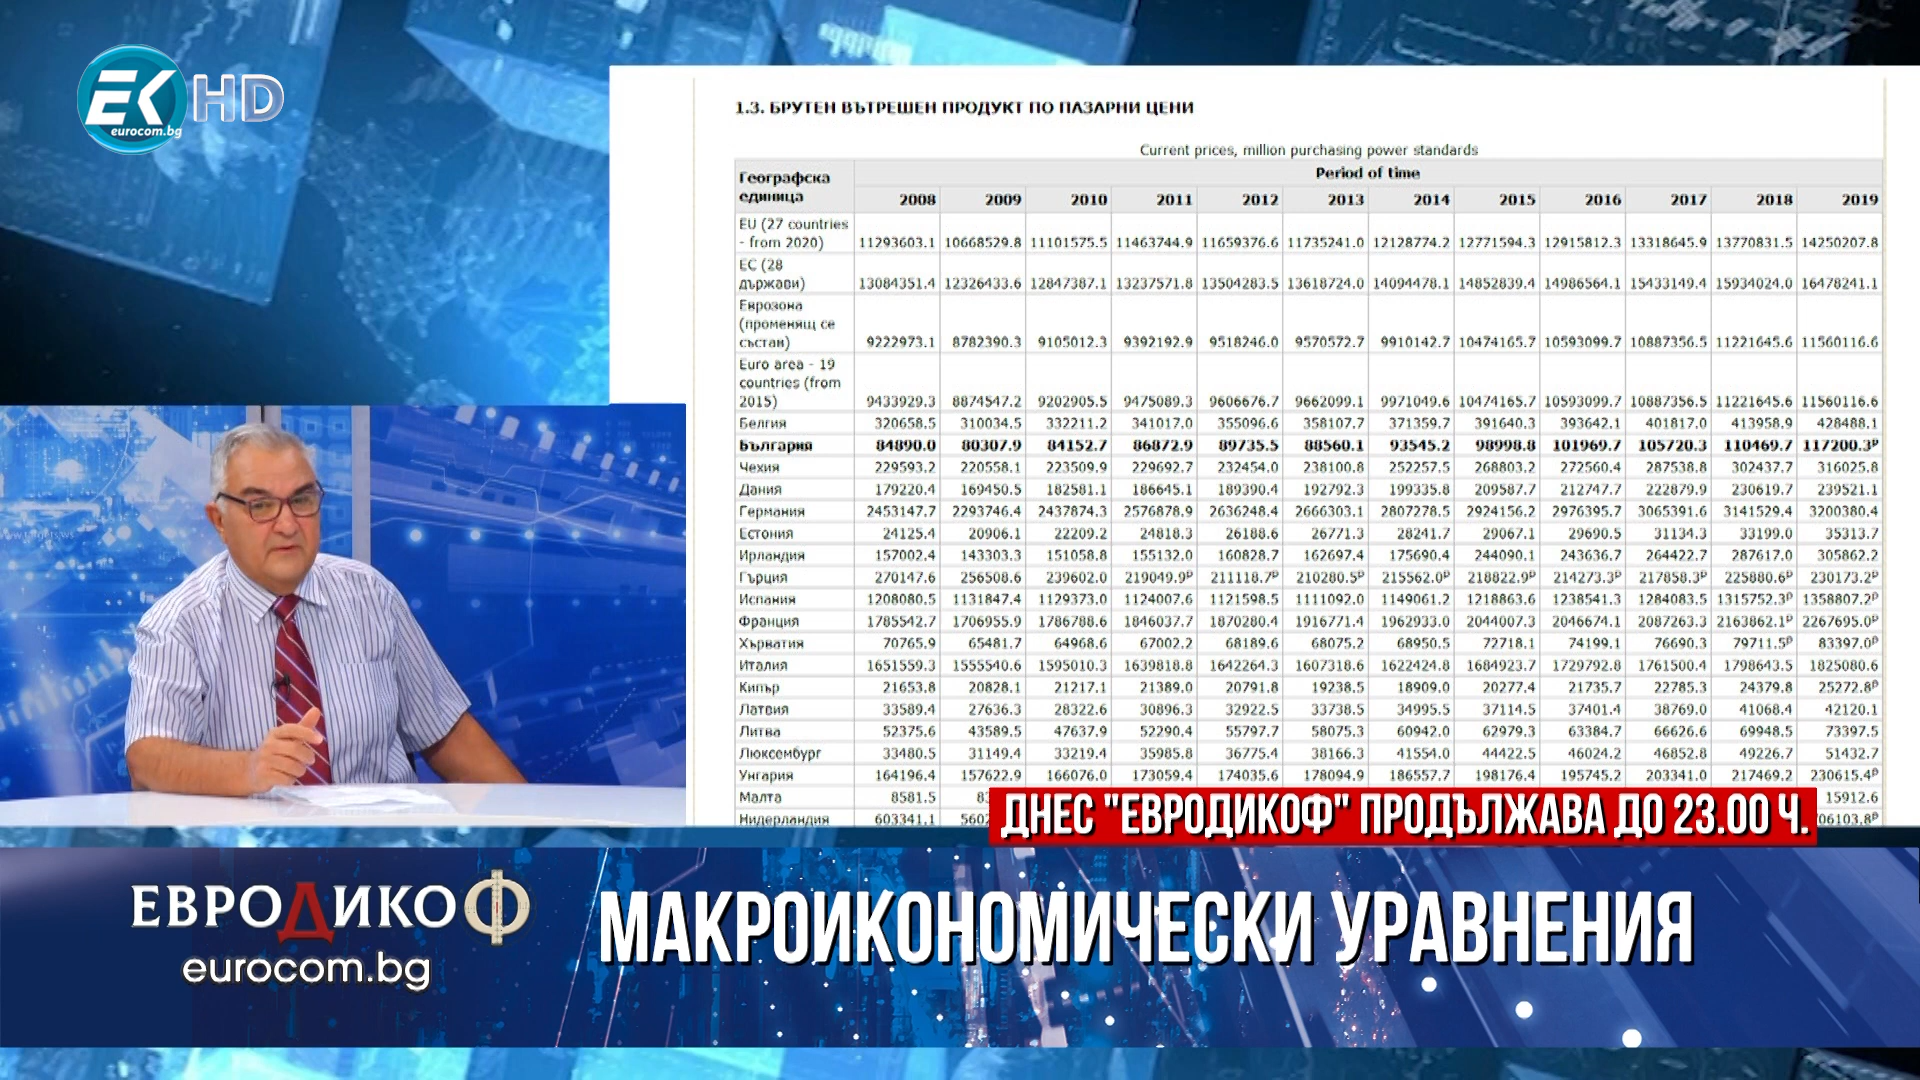 EK HD
eurocom.bg
1.3. БРУТЕН ВЪТРЕШЕН ПРОДУКТ ПО ПАЗАРНИ ЦЕНИ
Current prices, million purchasing power standards
Географска единица Period of time
2008 2009 2010 2011 2012 2013 2014 2015 2016 2017 2018 2019
EU (27 countries
- from 2020) 11293603.1 10668529.8 11101575.5 11463744.9 11659376.6 11735241.0 12128774.2 12771594.3 12915812.3 13318645.9 13770831.5 14250207.8
ЕС (28
държави) 13084351.4 12326433.6 12847387.1 13237571.8 13504283.5 13618724.0 14094478.1 14852839.4 14986564.1 15433149.4 15934024.0 16478241.1
Еврозона
(променящ се
състав) 9222973.1 8782390.3 9105012.3 9392192.9 9518246.0 9570572.7 9910142.7 10474165.7 10593099.7 10887356.5 11221645.6 11560116.6
Euro area - 19
countries (from
2015) 9433929.3 8874547.2 9202905.5 9475089.3 9606676.7 9662099.1 9971049.6 10474165.7 10593099.7 10887356.5 11221645.6 11560116.6
Белгия 320658.5 310034.5 332211.2 341017.0 355096.6 358107.7 371359.7 391640.3 393642.1 401817.0 413958.9 428488.1
България 84890.0 80307.9 84152.7 86872.9 89735.5 88560.1 93545.2 98998.8 101969.7 105720.3 110469.7 117200.3ᵖ
Чехия 229593.2 220558.1 223509.9 229692.7 232454.0 238100.8 252257.5 268803.2 272560.4 287538.8 302437.7 316025.8
Дания 179220.4 169450.5 182581.1 186645.1 189390.4 192792.3 199335.8 209587.7 212747.7 222879.9 230619.7 239521.1
Германия 2453147.7 2293746.4 2437874.3 2576878.9 2636248.4 2666303.1 2807278.5 2924156.2 2976395.7 3065391.6 3141529.4 3200380.4
Естония 24125.4 20906.1 22209.2 24818.3 26188.6 26771.3 28241.7 29067.1 29690.5 31134.3 33199.0 35313.7
Ирландия 157002.4 143303.3 151058.8 155132.0 160828.7 162697.4 175690.4 244090.1 243636.7 264422.7 287617.0 305862.2
Гърция 270147.6 256508.6 239602.0 219049.9ᵖ 211118.7ᵖ 210280.5ᵖ 215562.0ᵖ 218822.9ᵖ 214273.3ᵖ 217858.3ᵖ 225880.6ᵖ 230173.2ᵖ
Испания 1208080.5 1131847.4 1129373.0 1124007.6 1121598.5 1111092.0 1149061.2 1218863.6 1238541.3 1284083.5 1315752.3ᵖ 1358807.2ᵖ
Франция 1785542.7 1706955.9 1786788.6 1846037.7 1870280.4 1916771.4 1962933.0 2044007.3 2046674.1 2087263.3 2163862.1ᵖ 2267695.0ᵖ
Хърватия 70765.9 65481.7 64968.6 67002.2 68189.6 68075.2 68950.5 72718.1 74199.1 76690.3 79711.5ᵖ 83397.0ᵖ
Италия 1651559.3 1555540.6 1595010.3 1639818.8 1642264.3 1607318.6 1622424.8 1684923.7 1729792.8 1761500.4 1798643.5 1825080.6
Кипър 21653.8 20828.1 21217.1 21389.0 20791.8 19238.5 18909.0 20277.4 21735.7 22785.3 24379.8 25272.8ᵖ
Латвия 33589.4 27636.3 28322.6 30896.3 32922.5 33738.5 34995.5 37114.5 37401.4 38769.0 41068.4 42120.1
Литва 52375.6 43589.5 47637.9 52290.4 55797.7 58075.3 60942.0 62979.3 63384.7 66626.6 69948.5 73397.5
Люксембург 33480.5 31149.4 33219.4 35985.8 36775.4 38166.3 41554.0 44422.5 46024.2 46852.8 49226.7 51432.7
Унгария 164196.4 157622.9 166076.0 173059.4 174035.6 178094.9 186557.7 198176.4 195745.2 203341.0 217469.2 230615.4ᵖ
Малта 8581.5 15912.6
Нидерландия 603341.1
ДНЕС "ЕВРОДИКОФ" ПРОДЪЛЖАВА ДО 23.00 Ч.
ЕВРОДИКОФ
eurocom.bg
МАКРОИКОНОМИЧЕСКИ УРАВНЕНИЯ